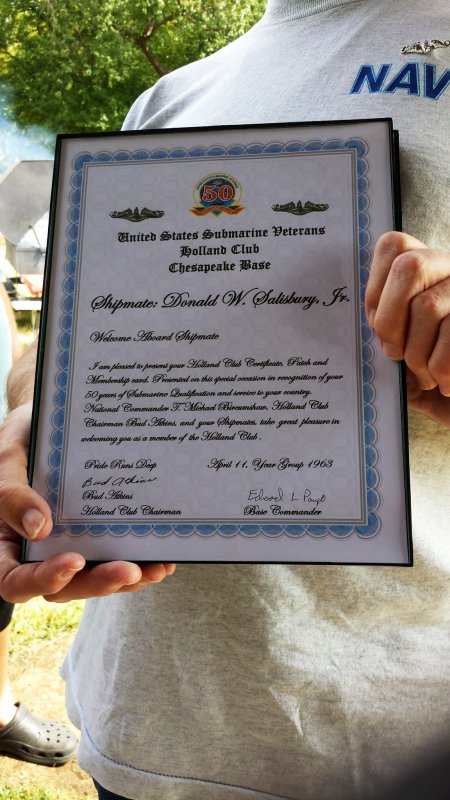 NAV
50
United States Submarine Veterans
Holland Club
Chesapeake Base
Shipmate: Donald W. Salisbury, Jr.
Welcome Aboard Shipmate
I am pleased to present your Holland Club Certificate, Patch and
Membership card. Presented on this special occasion in recognition of your
50 years of Submarine Qualification and service to your country.
National Commander T. Michael Bircumshaw, Holland Club
Chairman Bud Atkins, and your Shipmates, take great pleasure in
welcoming you as a member of the Holland Club.
Pride Runs Deep April 11, Year Group 1963
Bud Atkins
Bud Atkins
Holland Club Chairman Base Commander